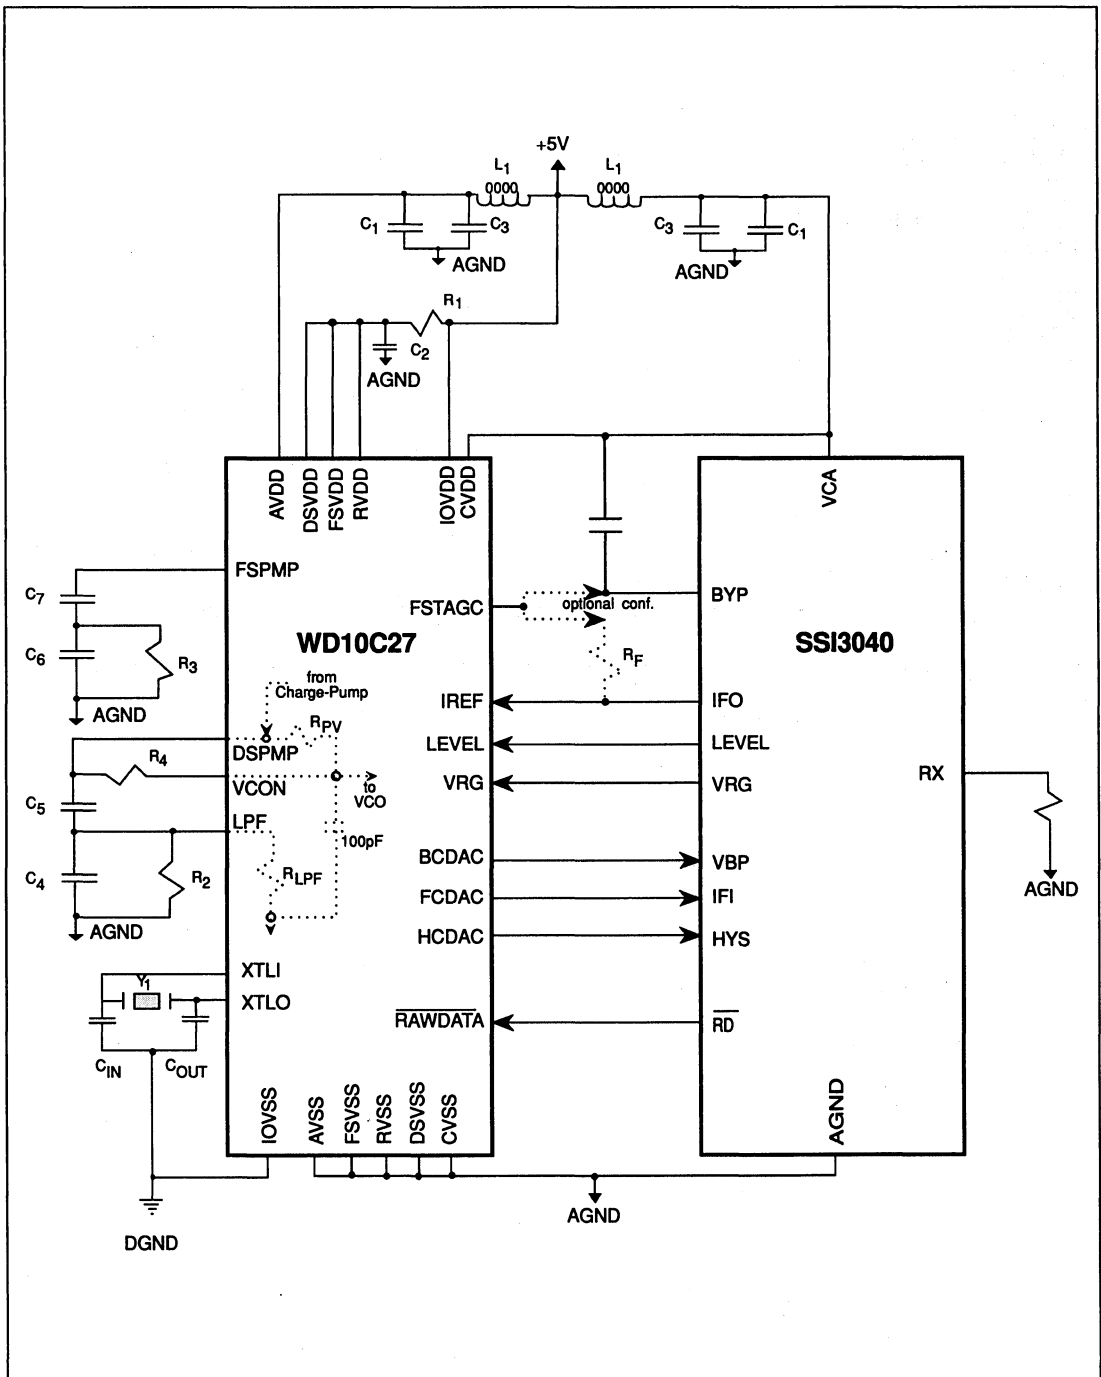 +5V
L1
L1
C1
C3
C3
C1
AGND
AGND
R1
C2
AGND
AVDD
DSVDD
FSVDD
RVDD
IOVDD
CVDD
VCA
FSPMP
C7
C6
R3
AGND
FSTAGC
optional conf.
BYP
WD10C27
SSI3040
RF
from
Charge-Pump
RPV
IREF
IFO
DSPMP
R4
LEVEL
LEVEL
VCON
to
VCO
VRG
VRG
RX
C5
LPF
100pF
BCDAC
VBP
C4
R2
RLPF
FCDAC
IFI
AGND
AGND
HCDAC
HYS
XTLI
Y1
XTLO
RAWDATA
RD
CIN
COUT
IOVSS
AVSS
FSVSS
RVSS
DSVSS
CVSS
AGND
AGND
DGND